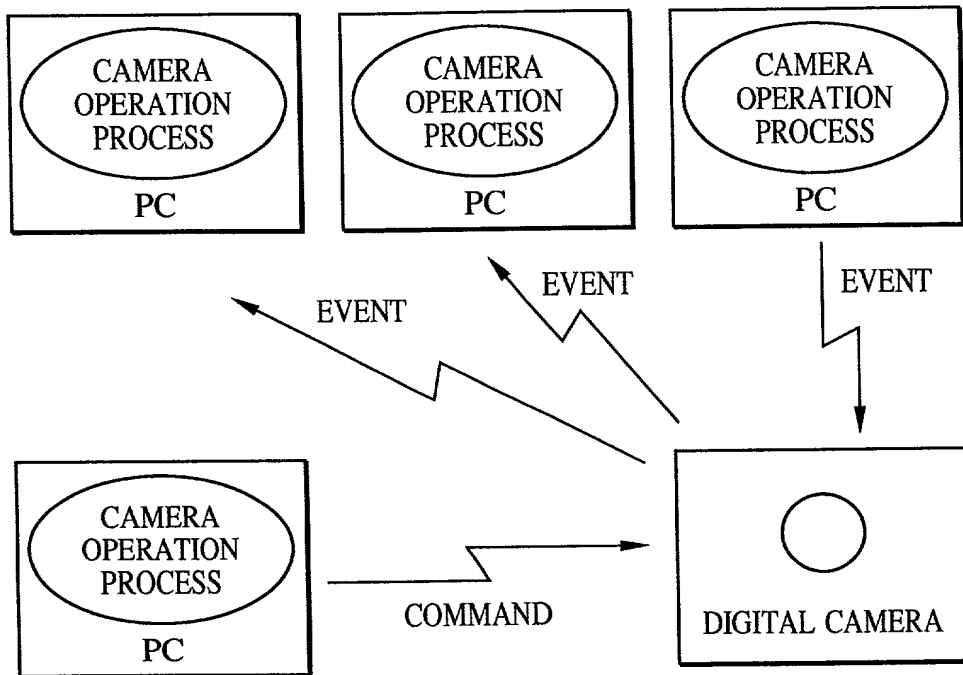 CAMERA
OPERATION
PROCESS
PC
CAMERA
OPERATION
PROCESS
PC
CAMERA
OPERATION
PROCESS
PC
EVENT
EVENT
EVENT
CAMERA
OPERATION
PROCESS
PC
COMMAND
DIGITAL CAMERA